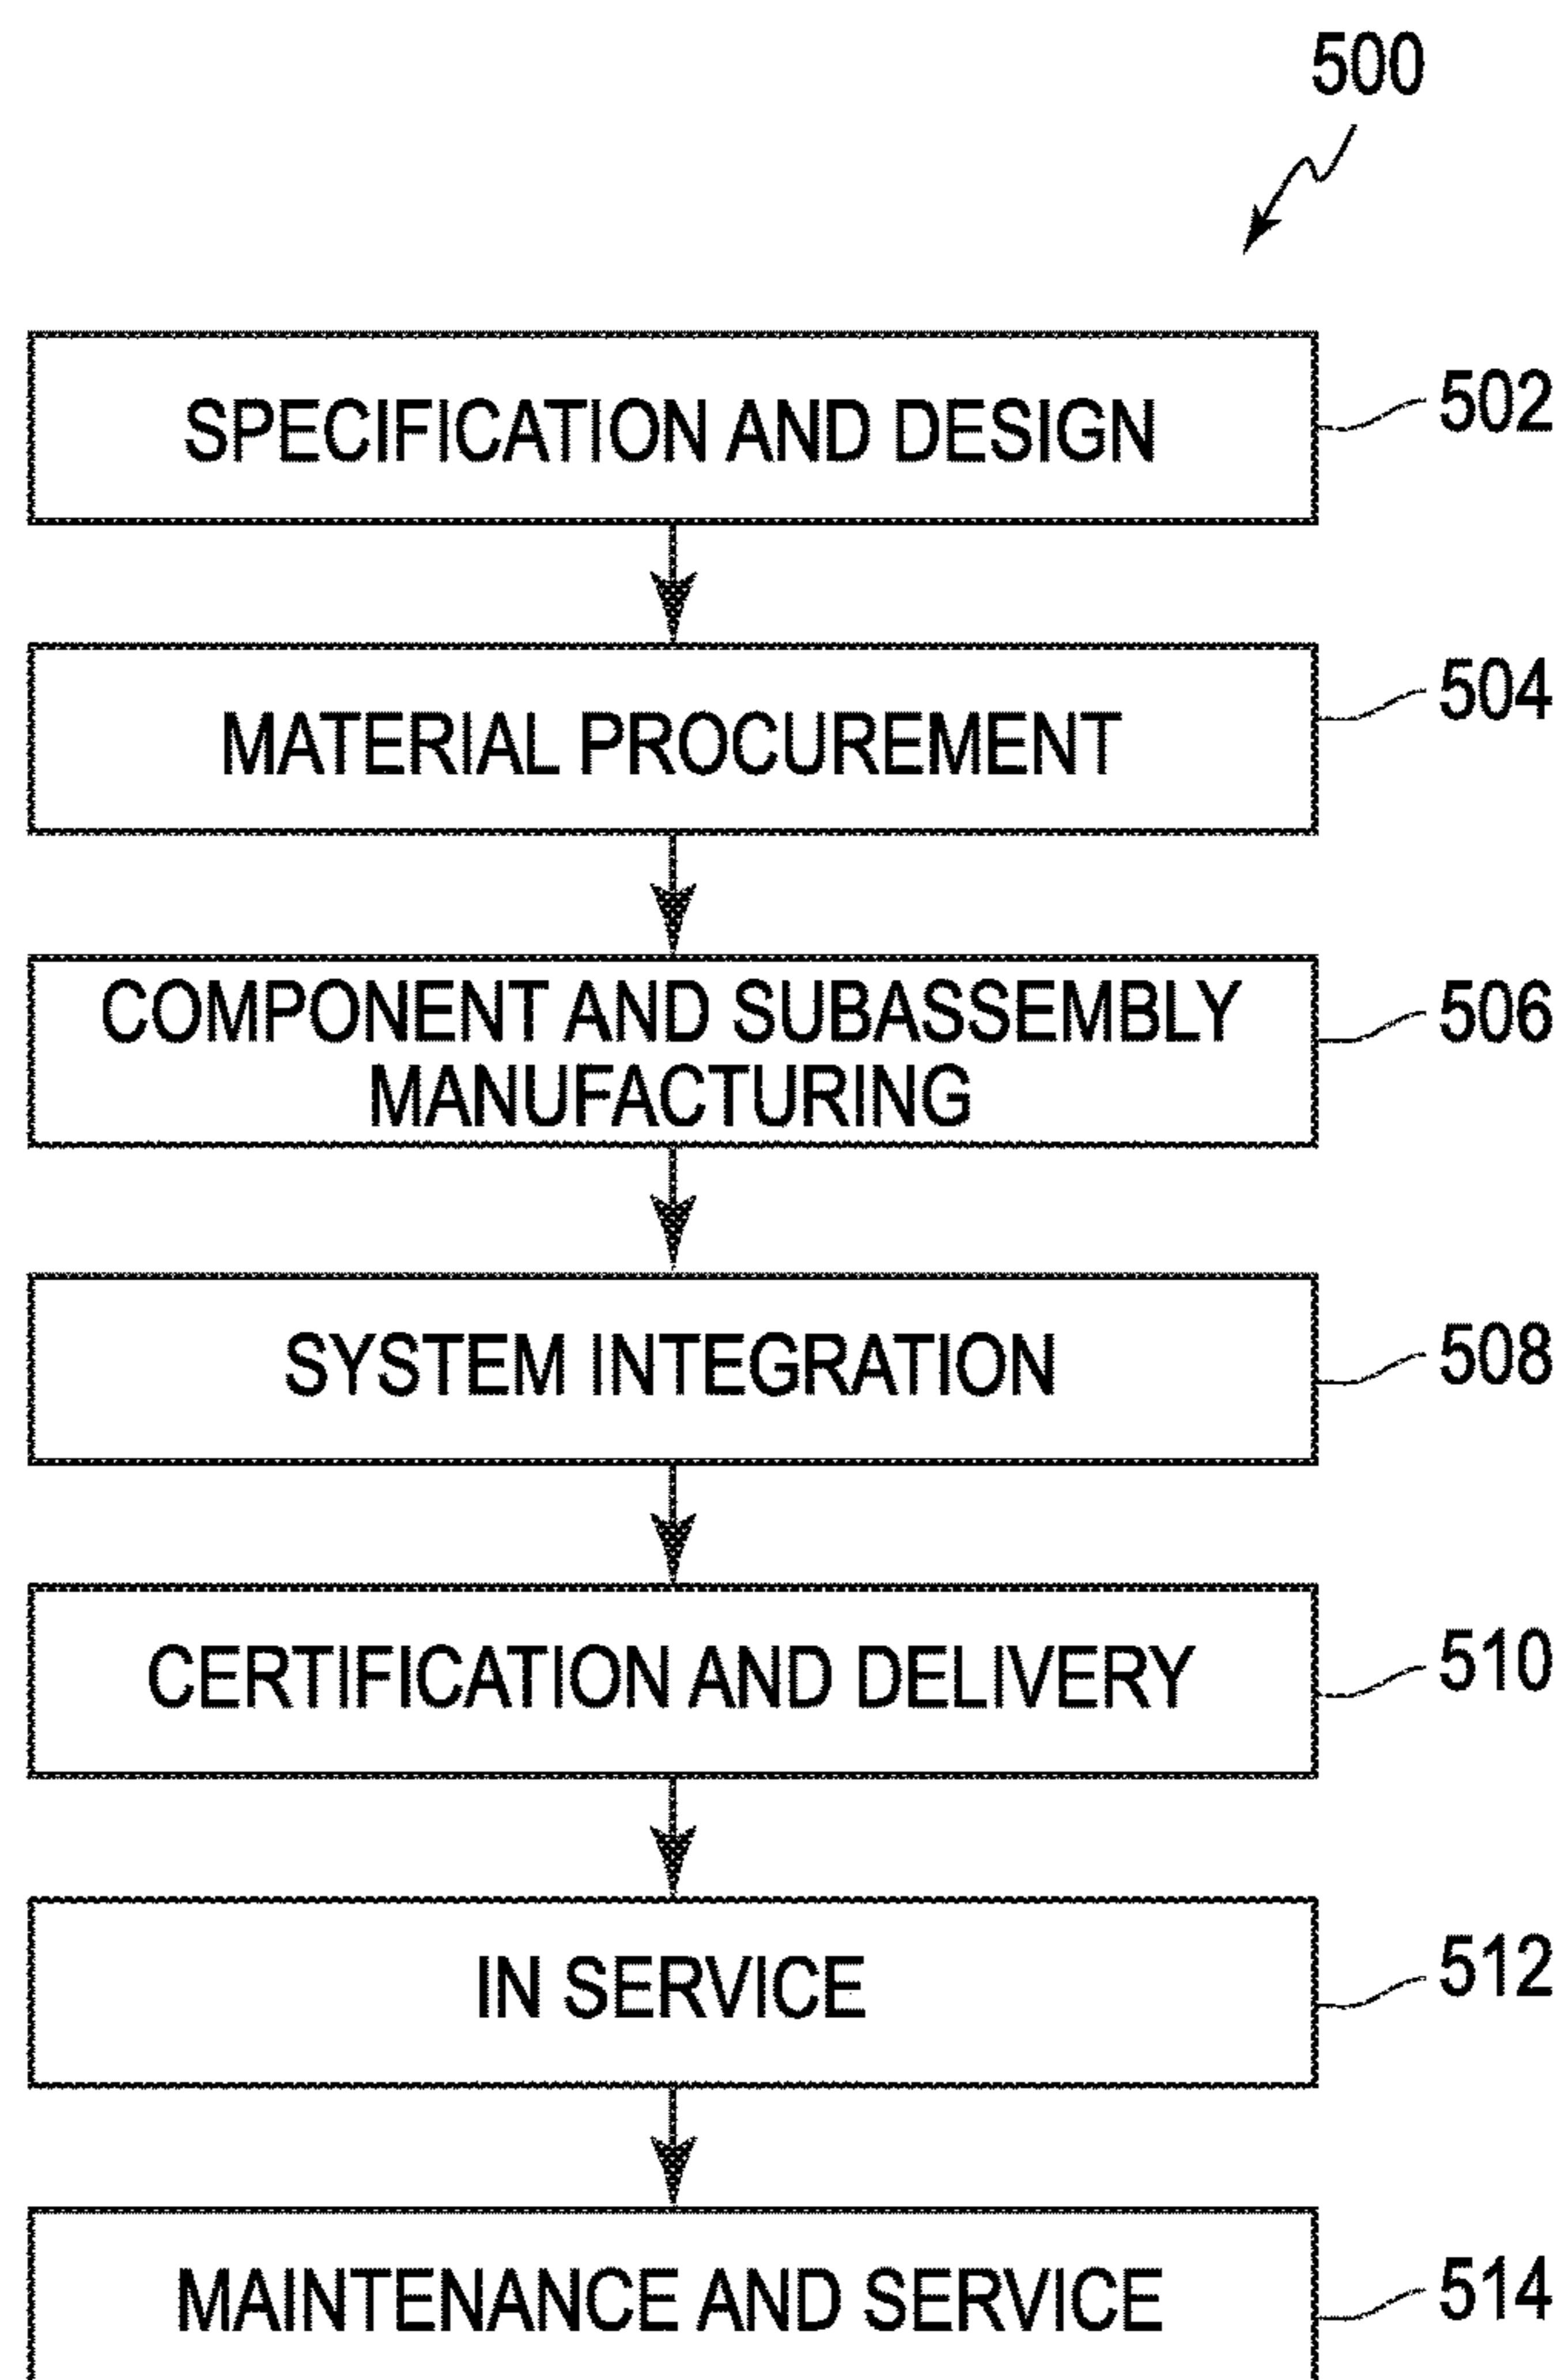 500
SPECIFICATION AND DESIGN
502
MATERIAL PROCUREMENT
504
COMPONENT AND SUBASSEMBLY
MANUFACTURING
506
SYSTEM INTEGRATION
508
CERTIFICATION AND DELIVERY
510
IN SERVICE
512
MAINTENANCE AND SERVICE
514